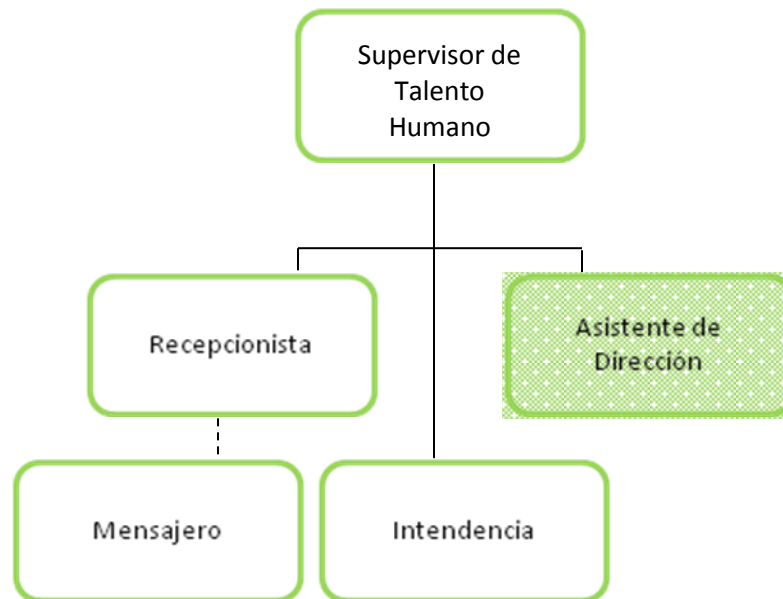 Supervisor de
Talento
Humano
Recepcionista
Asistente de
Dirección
Mensajero
Intendencia